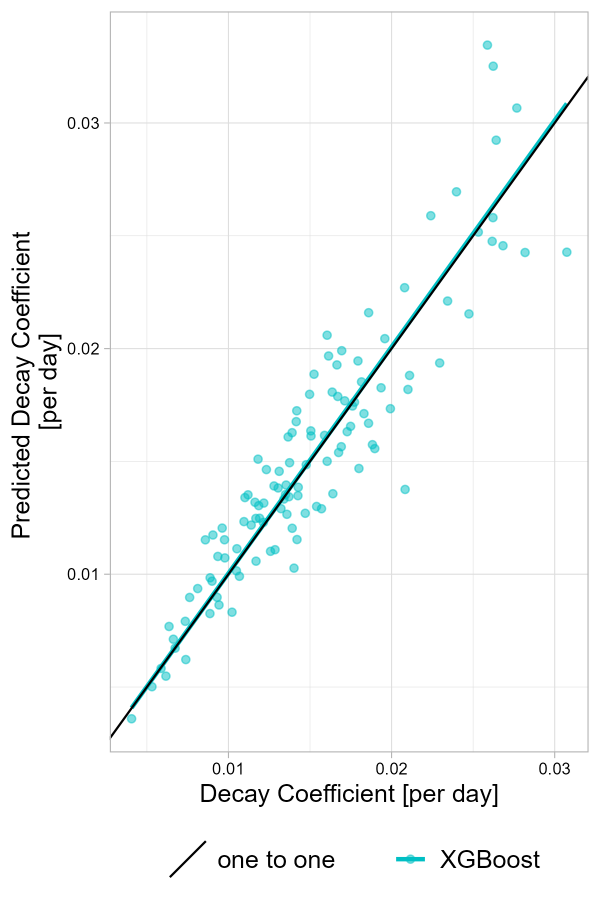 Predicted Decay Coefficient
[per day]
0.03
0.02
0.01
0.01
0.02
0.03
Decay Coefficient [per day]
one to one
XGBoost